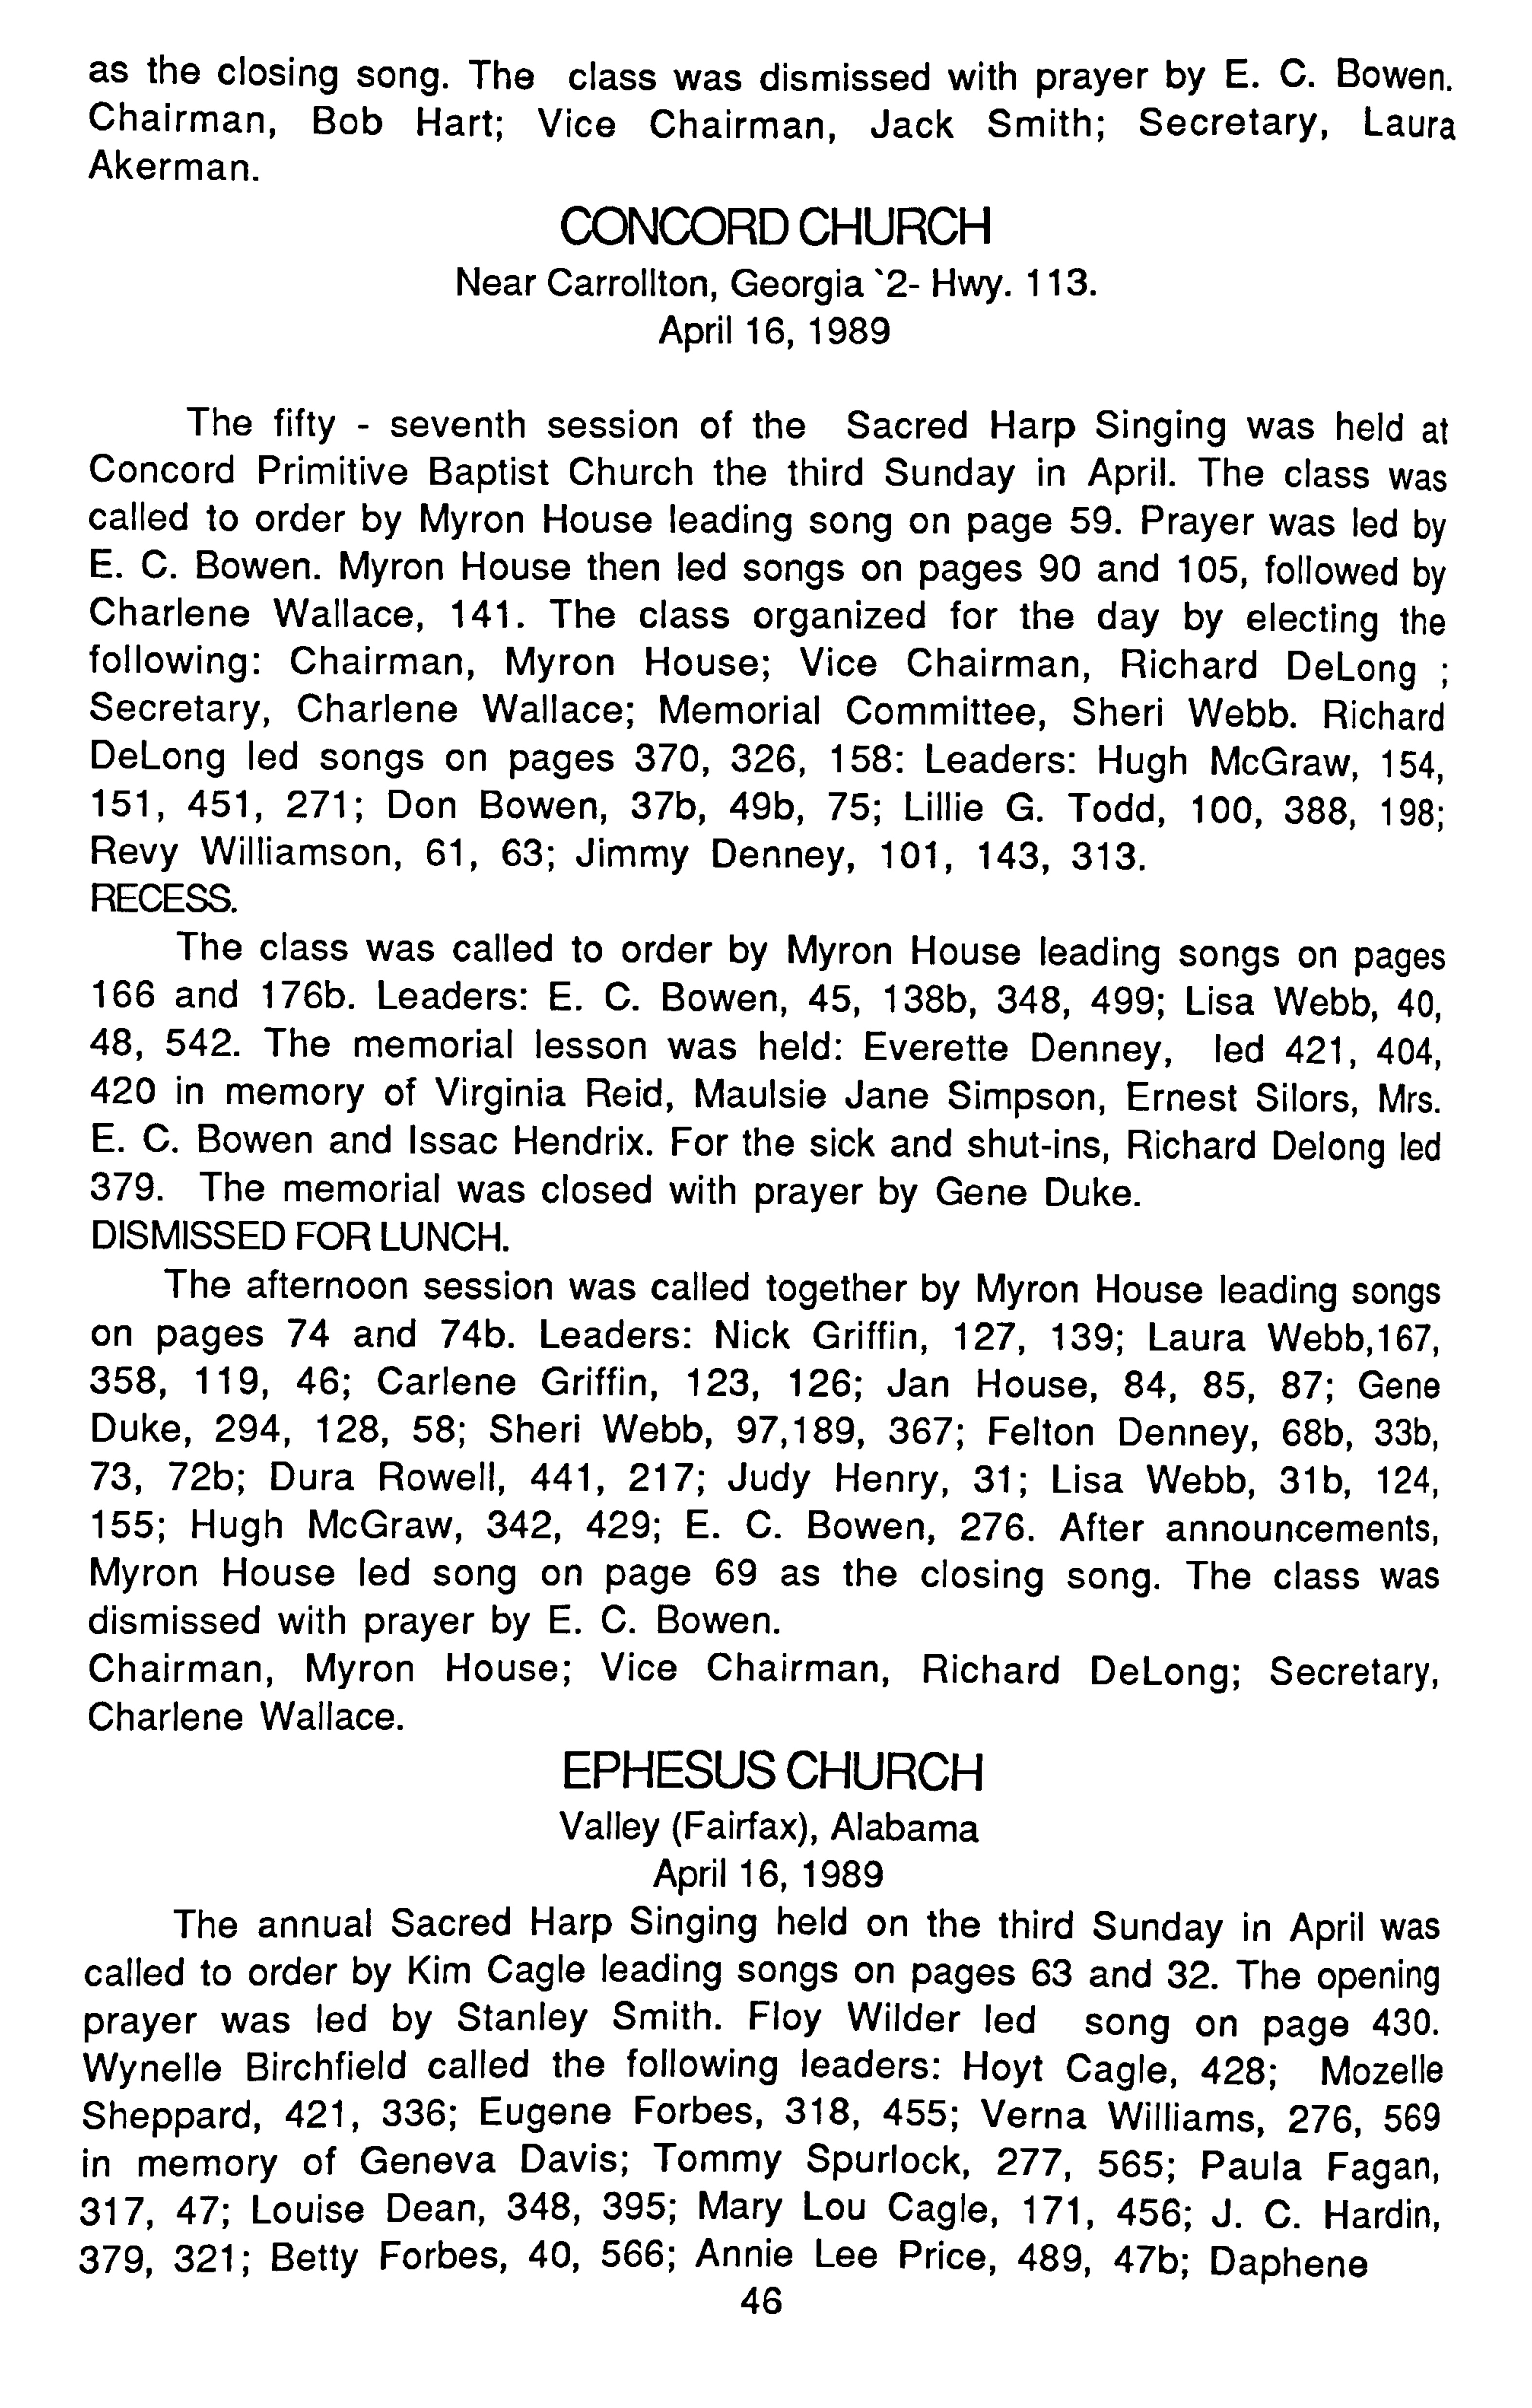 as the closing song. The class was dismissed with prayer by E. C. Bowen.
Chairman, Bob Hart; Vice Chairman, Jack Smith; Secretary, Laura
Akerman.
CONCORD CHURCH
Near Carrollton, Georgia `2- Hwy. 113.
April 16, 1989
The fifty - seventh session of the Sacred Harp Singing was held at
Concord Primitive Baptist Church the third Sunday in April. The class was
called to order by Myron House leading song on page 59. Prayer was led by
E. C. Bowen. Myron House then led songs on pages 90 and 105, followed by
Charlene Wallace, 141. The class organized for the day by electing the
following: Chairman, Myron House; Vice Chairman, Richard DeLong ;
Secretary, Charlene Wallace; Memorial Committee, Sheri Webb. Richard
DeLong led songs on pages 370, 326, 158: Leaders: Hugh McGraw, 154,
151, 451, 271; Don Bowen, 37b, 49b, 75; Lillie G. Todd, 100, 388, 198;
Revy Williamson, 61, 63; Jimmy Denney, 101, 143, 313.
RECESS.
The class was called to order by Myron House leading songs on pages
166 and 176b. Leaders: E. C. Bowen, 45, 138b, 348, 499; Lisa Webb, 40,
48, 542. The memorial lesson was held: Everette Denney, led 421, 404,
420 in memory of Virginia Reid, Maulsie Jane Simpson, Ernest Silors, Mrs.
E. C. Bowen and Issac Hendrix. For the sick and shut-ins, Richard Delong led
379. The memorial was closed with prayer by Gene Duke.
DISMISSED FOR LUNCH.
The afternoon session was called together by Myron House leading songs
on pages 74 and 74b. Leaders: Nick Griffin, 127, 139; Laura Webb,167,
358, 119, 46; Carlene Griffin, 123, 126; Jan House, 84, 85, 87; Gene
Duke, 294, 128, 58; Sheri Webb, 97,189, 367; Felton Denney, 68b, 33b,
73, 72b; Dura Rowell, 441, 217; Judy Henry, 31; Lisa Webb, 31b, 124,
155; Hugh McGraw, 342, 429; E. C. Bowen, 276. After announcements,
Myron House led song on page 69 as the closing song. The class was
dismissed with prayer by E. C. Bowen.
Chairman, Myron House; Vice Chairman, Richard DeLong; Secretary,
Charlene Wallace.
EPHESUS CHURCH
Valley (Fairfax), Alabama
April 16, 1989
The annual Sacred Harp Singing held on the third Sunday in April was
called to order by Kim Cagle leading songs on pages 63 and 32. The opening
prayer was led by Stanley Smith. Floy Wilder led song on page 430.
Wynelle Birchfield called the following leaders: Hoyt Cagle, 428; Mozelle
Sheppard, 421, 336; Eugene Forbes, 318, 455; Verna Williams, 276, 569
in memory of Geneva Davis; Tommy Spurlock, 277, 565; Paula Fagan,
317, 47; Louise Dean, 348, 395; Mary Lou Cagle, 171, 456; J. C. Hardin,
379, 321; Betty Forbes, 40, 566; Annie Lee Price, 489, 47b; Daphene
46